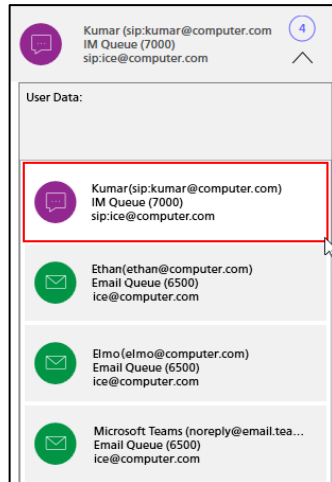 Kumar (sip:kumar@computer.com
4
IM Queue (7000)
sip:ice@computer.com
User Data:
Kumar(sip:kumar@computer.com)
IM Queue (7000)
sip:ice@computer.com
Ethan(ethan@computer.com)
Email Queue (6500)
ice@computer.com
Elmo(elmo@computer.com)
Email Queue (6500)
ice@computer.com
Microsoft Teams (noreply@email.tea...
Email Queue (6500)
ice@computer.com